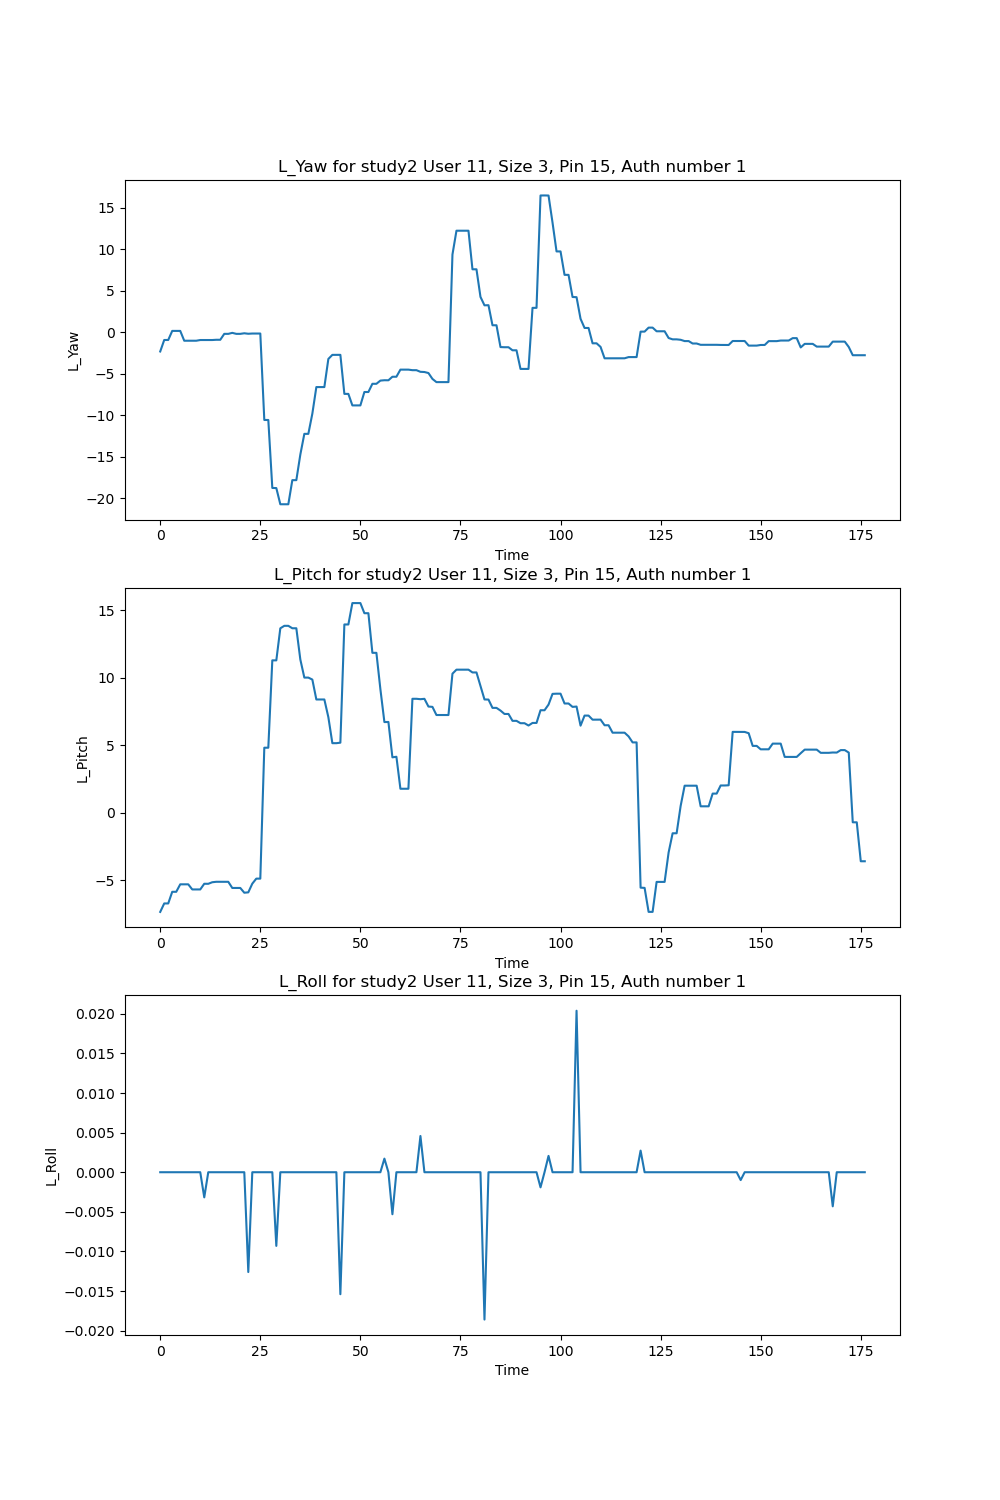 L_Yaw for study2 User 11, Size 3, Pin 15, Auth number 1
15
10
5
0
−5
−10
−15
−20
L_Yaw
0 25 50 75 100 125 150 175
Time
L_Pitch for study2 User 11, Size 3, Pin 15, Auth number 1
15
10
5
0
−5
L_Pitch
0 25 50 75 100 125 150 175
Time
L_Roll for study2 User 11, Size 3, Pin 15, Auth number 1
0.020
0.015
0.010
0.005
0.000
−0.005
−0.010
−0.015
−0.020
L_Roll
0 25 50 75 100 125 150 175
Time